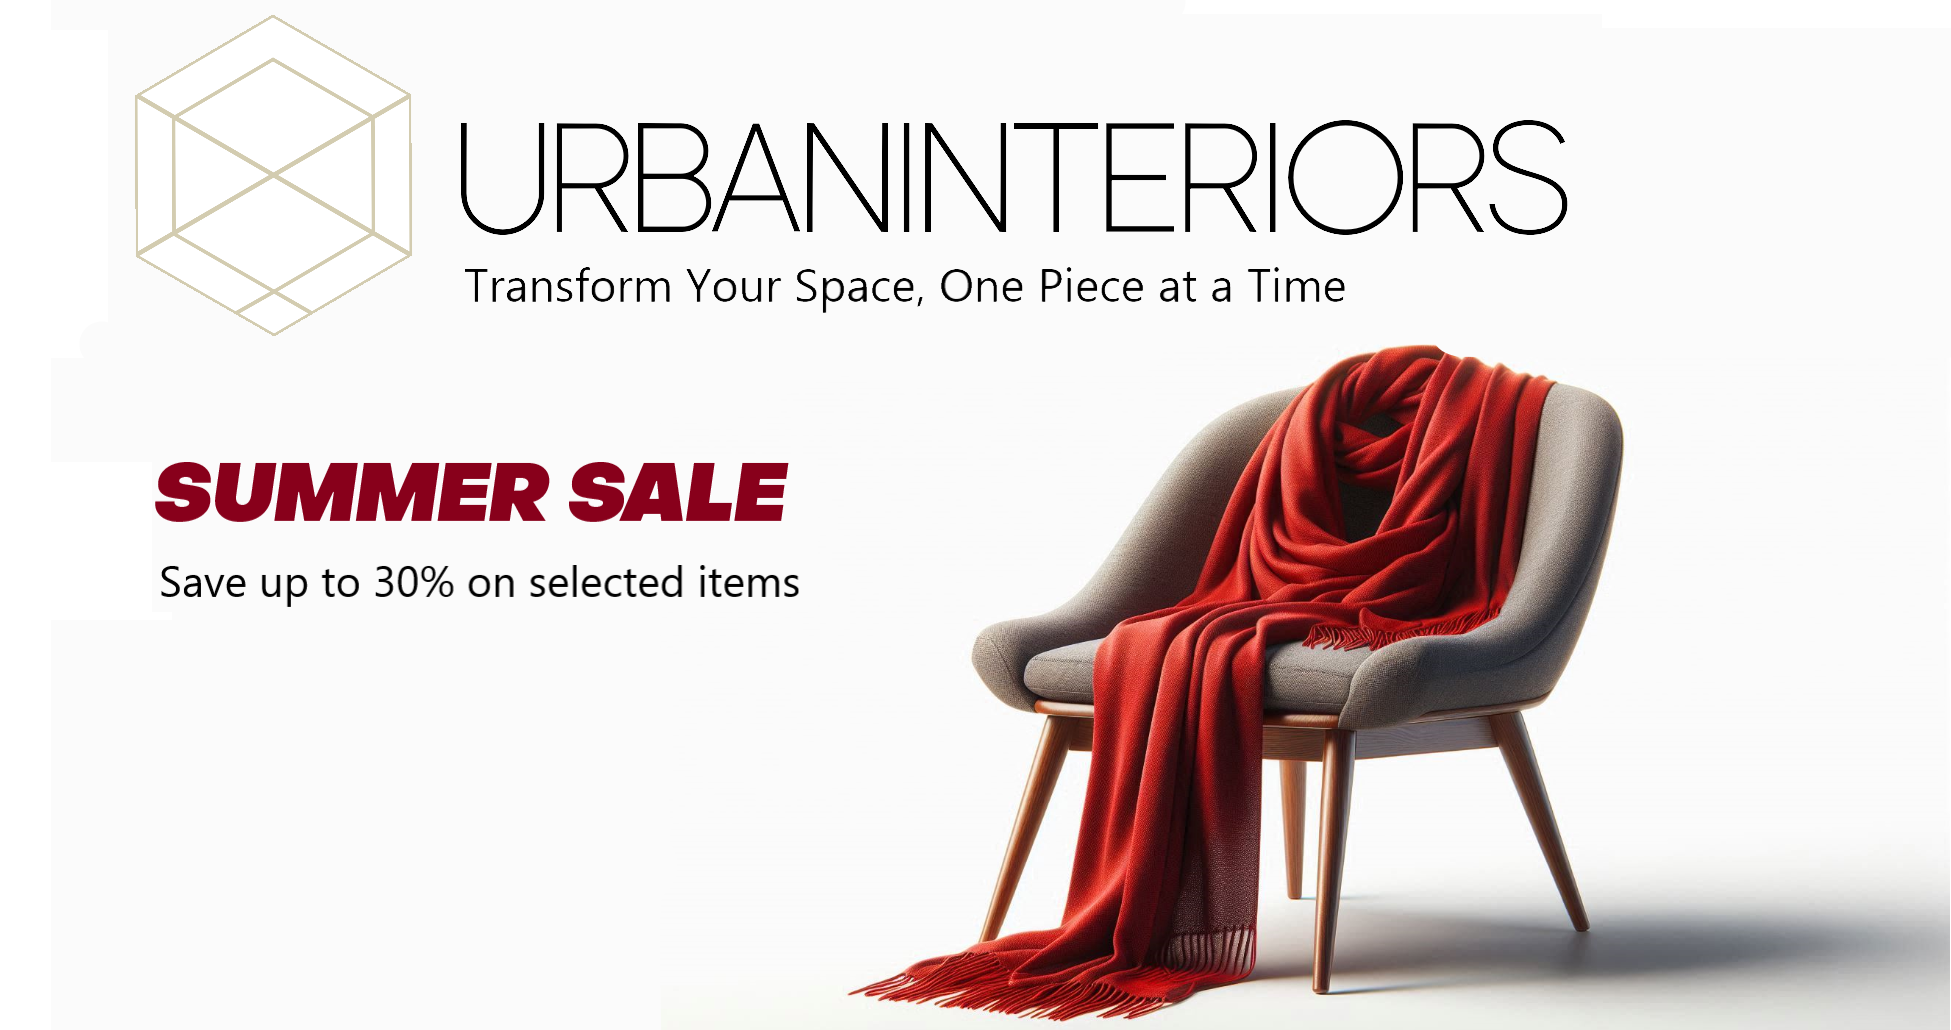 URBANINTERIORS
Transform Your Space, One Piece at a Time
SUMMER SALE
Save up to 30% on selected items